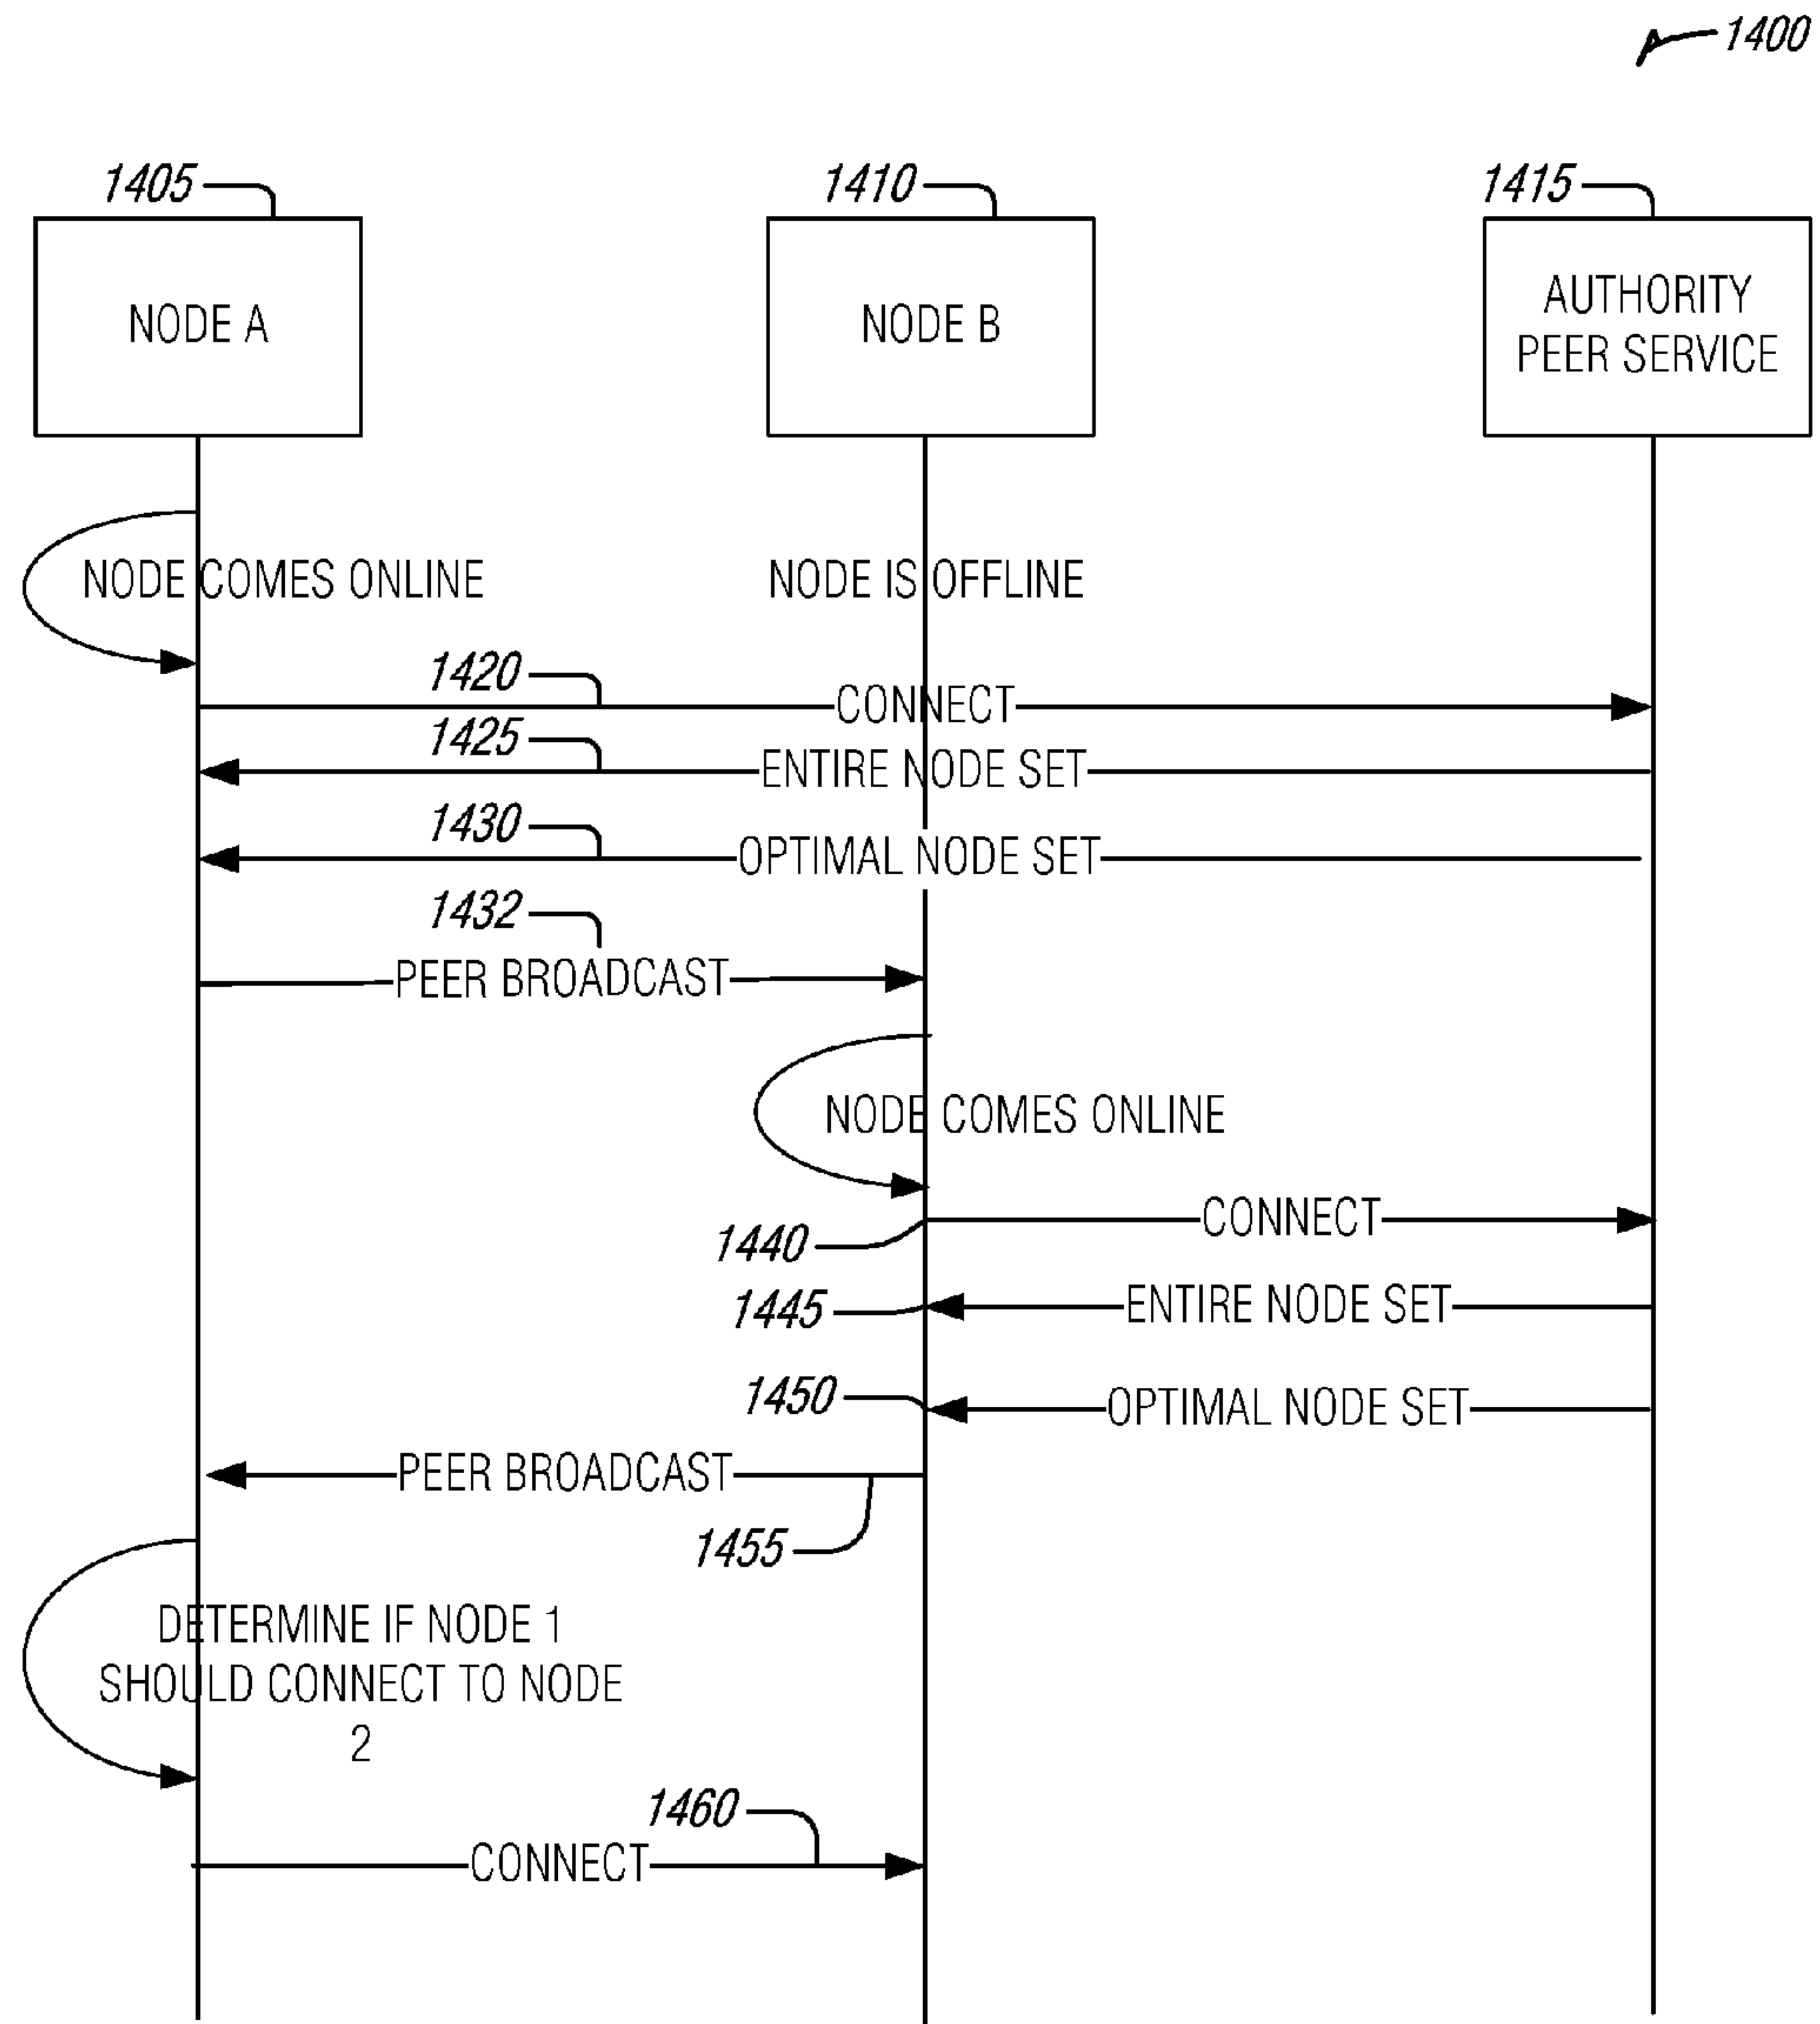 1400
1405
1410
1415
NODE A
NODE B
AUTHORITY
PEER SERVICE
NODE COMES ONLINE
NODE IS OFFLINE
1420
CONNECT
1425
ENTIRE NODE SET
1430
OPTIMAL NODE SET
1432
PEER BROADCAST
NODE COMES ONLINE
CONNECT
1440
ENTIRE NODE SET
1445
1450
OPTIMAL NODE SET
PEER BROADCAST
1455
DETERMINE IF NODE 1
SHOULD CONNECT TO NODE
2
1460
CONNECT